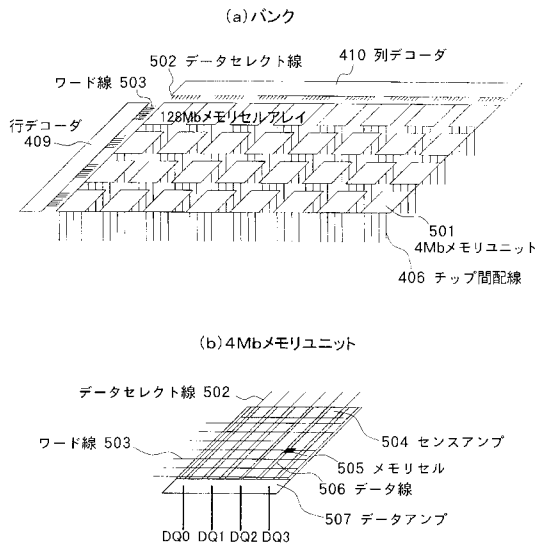 (a)バンク
410 列デコーダ
502 データセレクト線
ワード線 503
128Mbメモリセルアレイ
行デコーダ
409
501
4Mbメモリユニット
406 チップ間配線
(b)4Mbメモリユニット
データセレクト線 502
504 センスアンプ
ワード線 503
505 メモリセル
506 データ線
507 データアンプ
DQ0 DQ1 DQ2 DQ3